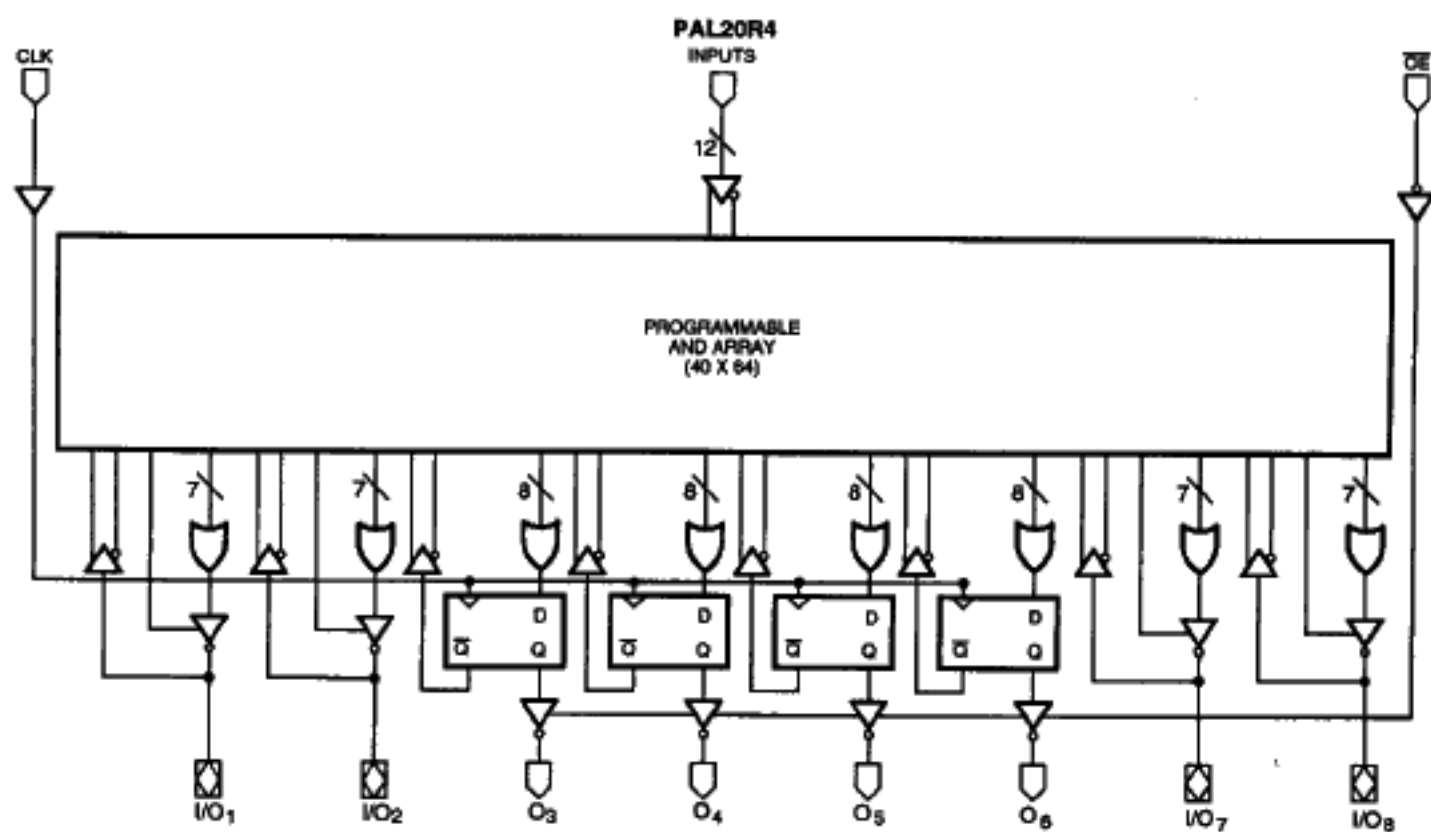 PAL20R4
CLK
INPUTS
OE
12
PROGRAMMABLE
AND ARRAY
(40 X 64)
7 7 8 8 8 8 7 7
D D D D
Q Q Q Q Q Q Q Q
I/O1 I/O2 O3 O4 O5 O6 I/O7 I/O8